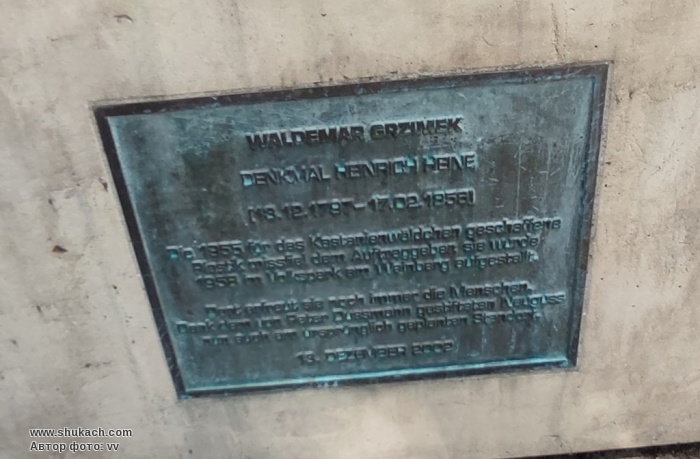 WALDEMAR GRZIMEK
DENKMAL HEINRICH HEINE
(13.12.1797–17.02.1856)
Die 1955 für das Kastanienwäldchen geschaffene
Plastik missfiel dem Auftraggeber, sie wurde
1958 im Volkspark am Weinberg aufgestellt.
Dort erfreut sie noch immer die Menschen.
Dank dem von Peter Dussmann gestifteten Neuguss
nun auch am ursprünglich geplanten Standort.
13. DEZEMBER 2002
www.shukach.com
Автор фото: vv